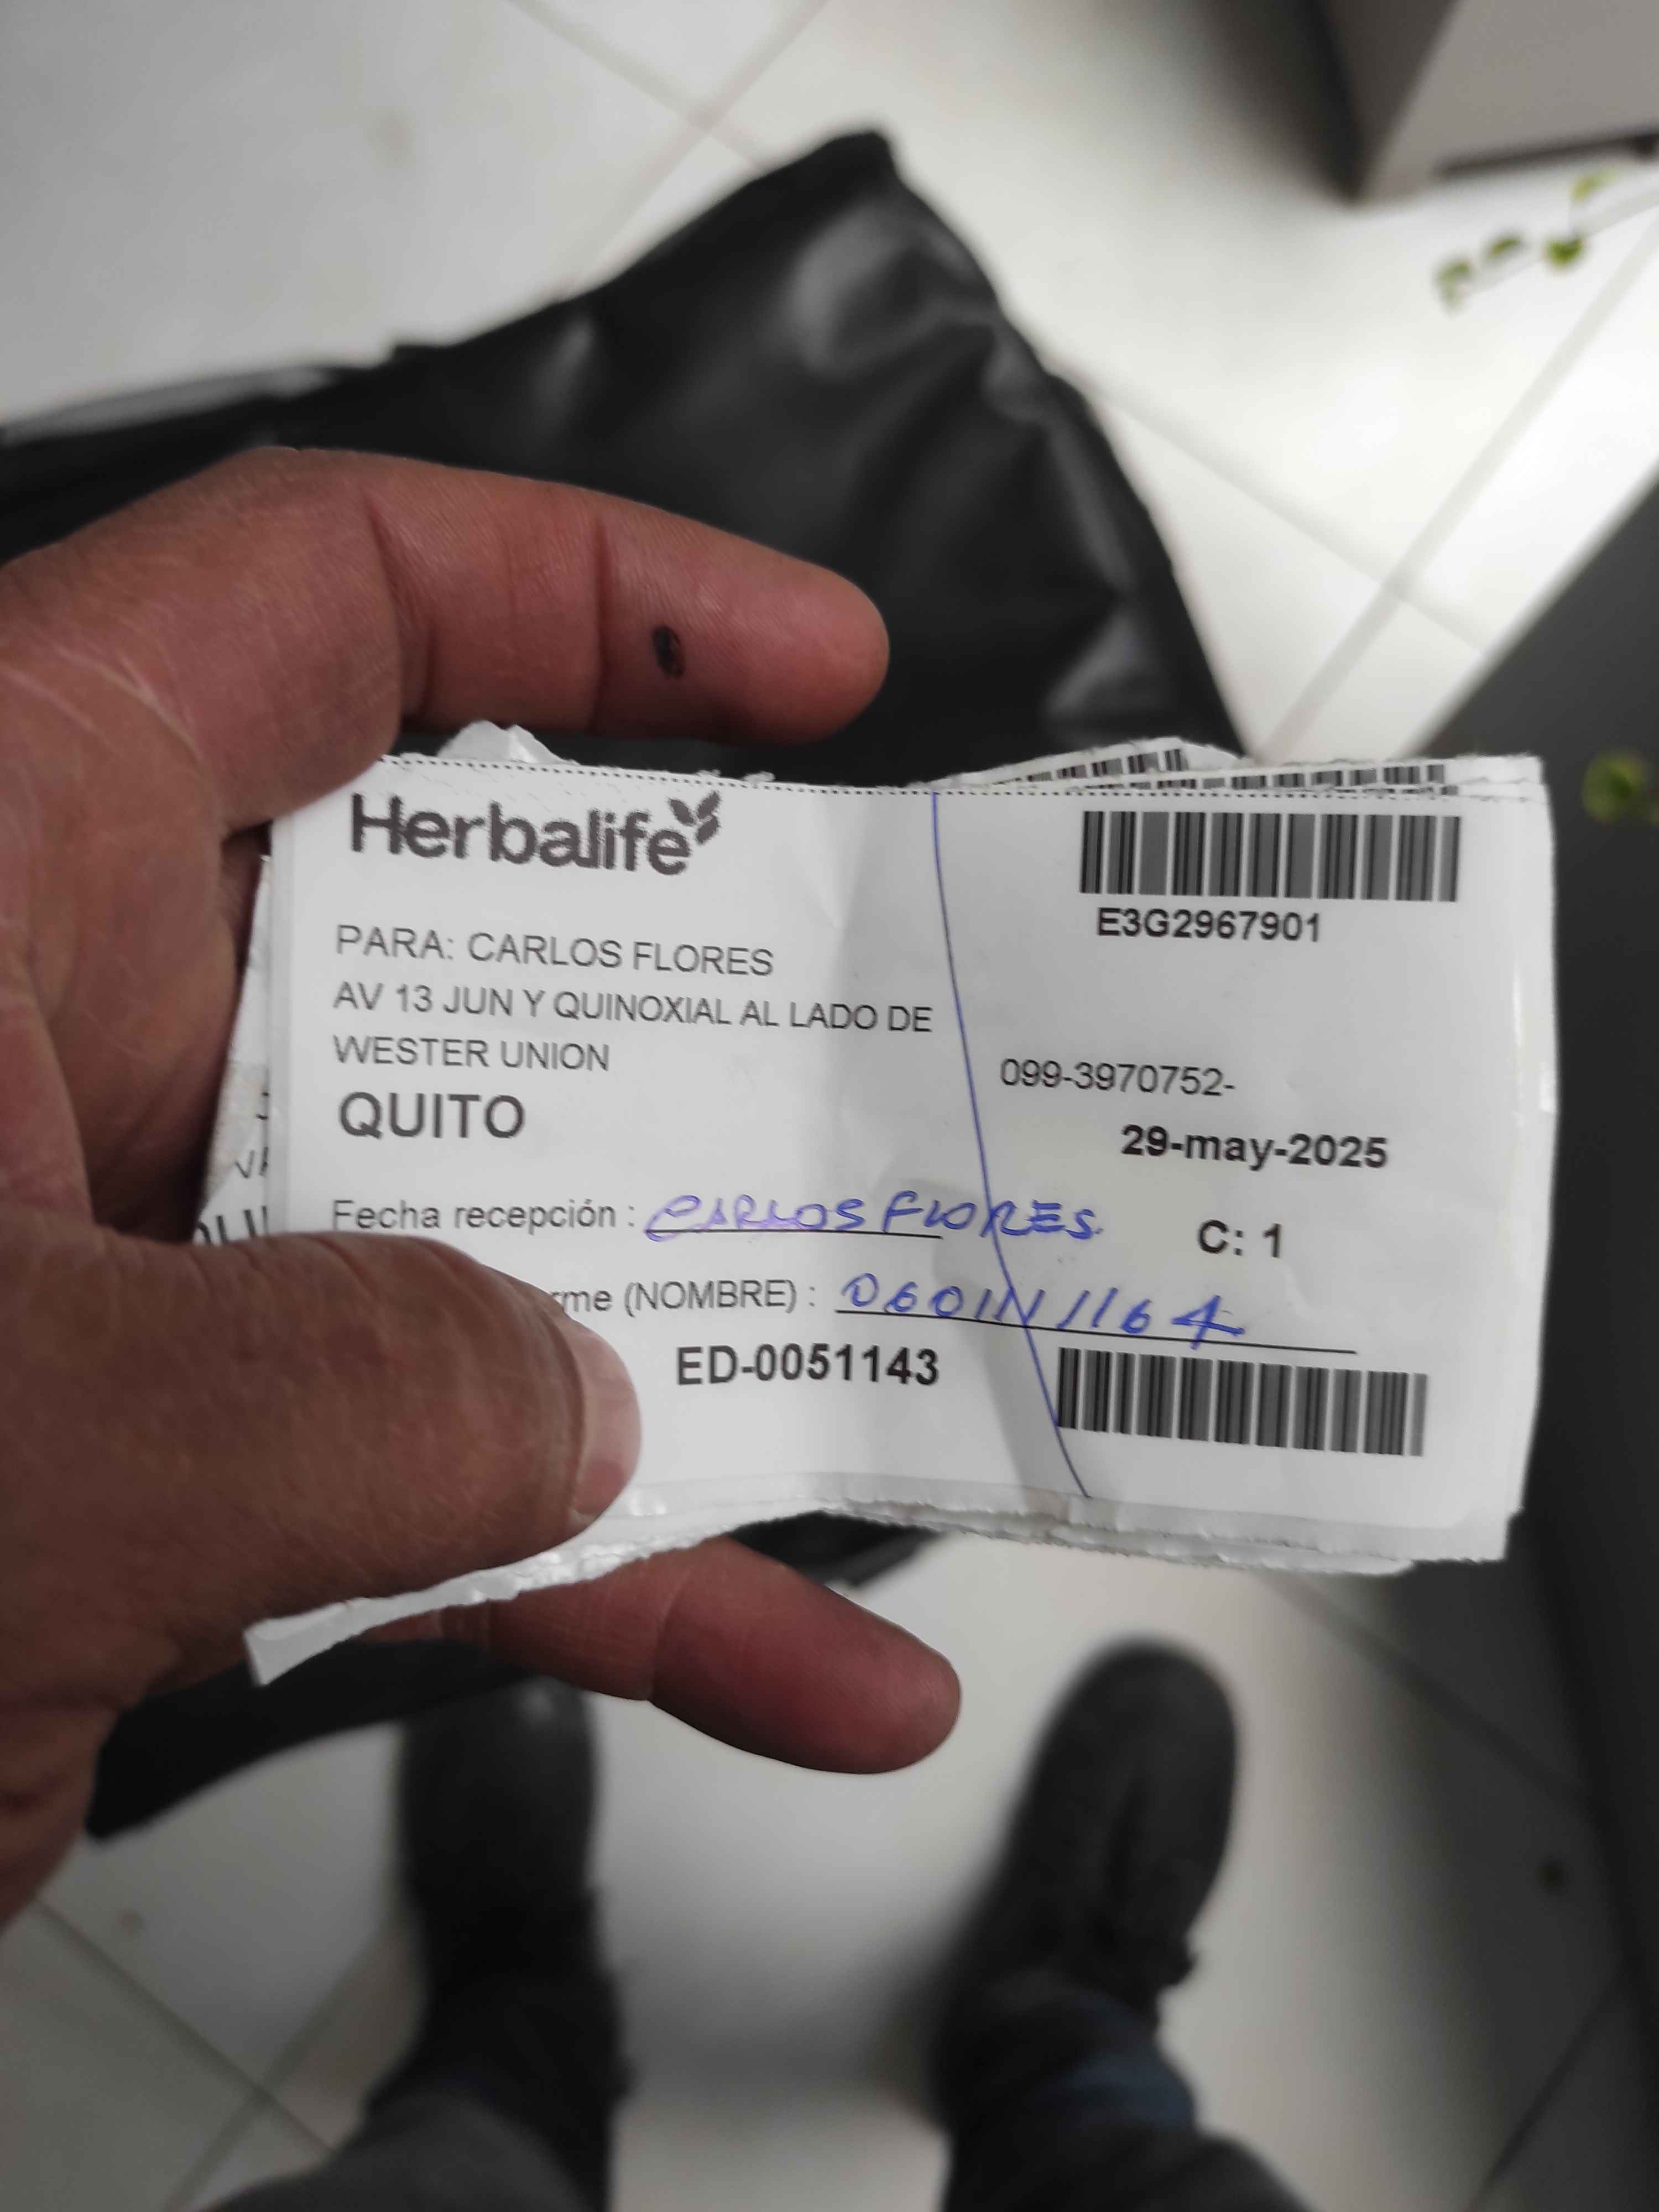 Herbalife
E3G2967901
PARA: CARLOS FLORES
AV 13 JUN Y QUINOXIAL AL LADO DE
WESTER UNION
099-3970752-
QUITO
29-may-2025
Fecha recepción : CARLOS FLORES
C: 1
rme (NOMBRE) :
ED-0051143